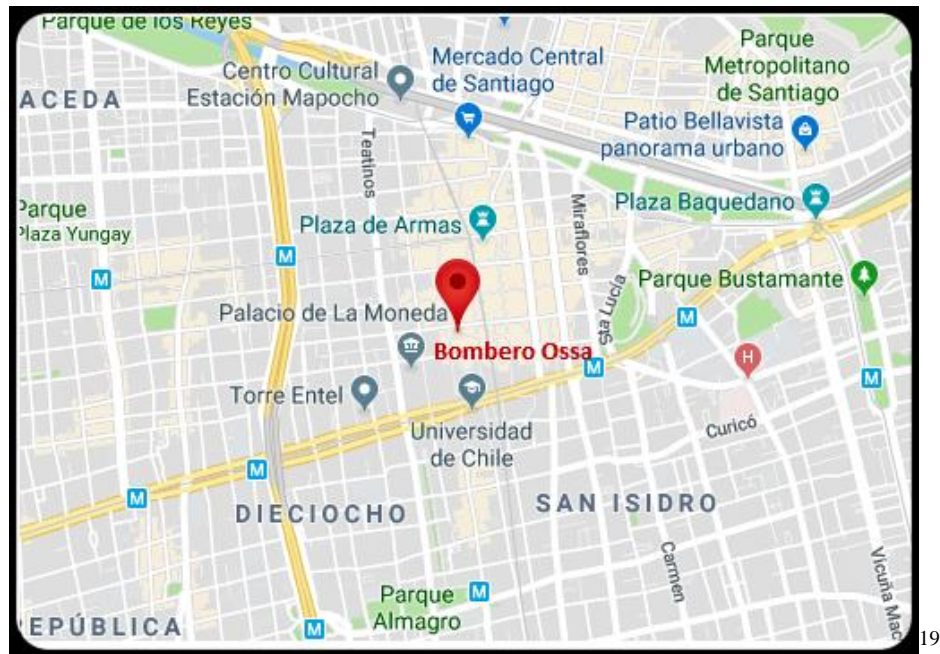 Parque de los Reyes
Mercado Central
de Santiago
Parque
Metropolitano
de Santiago
Centro Cultural
Estación Mapocho
ACEDA
Patio Bellavista
panorama urbano
Teatinos
Parque
Plaza Yungay
Plaza de Armas
Miraflores
Plaza Baquedano
M
M
Parque Bustamante
Palacio de La Moneda
Sta Lucía
M
Bombero Ossa
H
M
M
Torre Entel
Universidad
de Chile
Curicó
M
M
DIECIOCHO
SAN ISIDRO
Carmen
Vicuña Mac
Parque
Almagro
M
EPÚBLICA
M
19